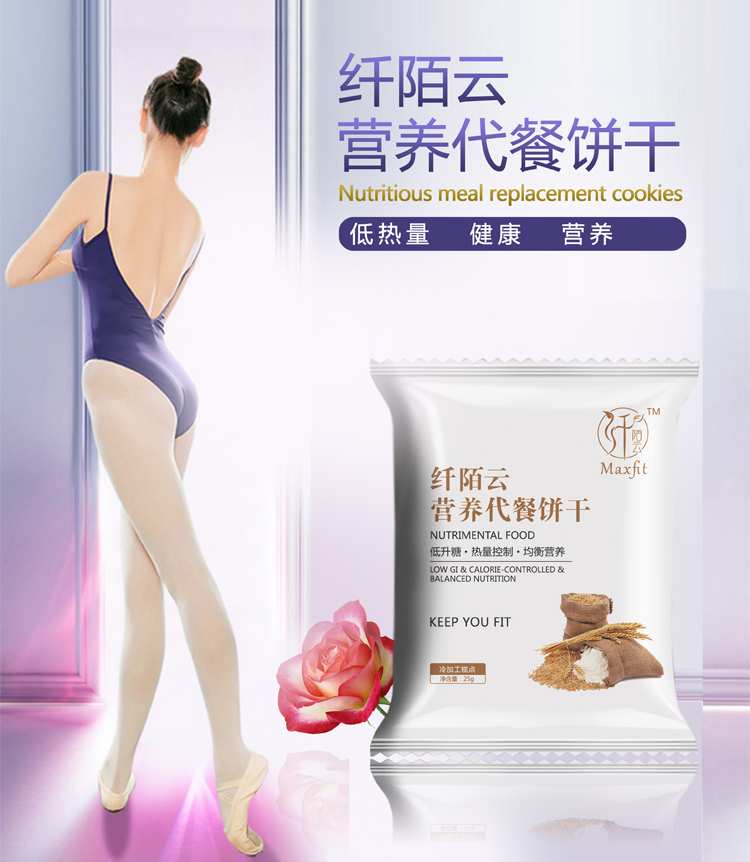 纤陌云
营养代餐饼干
Nutritious meal replacement cookies
低热量 健康 营养
纤陌云
TM
Maxfit
纤陌云
营养代餐饼干
NUTRIMENTAL FOOD
低升糖·热量控制·均衡营养
LOW GI & CALORIE-CONTROLLED &
BALANCED NUTRITION
KEEP YOU FIT
冷加工糕点
净含量：25g